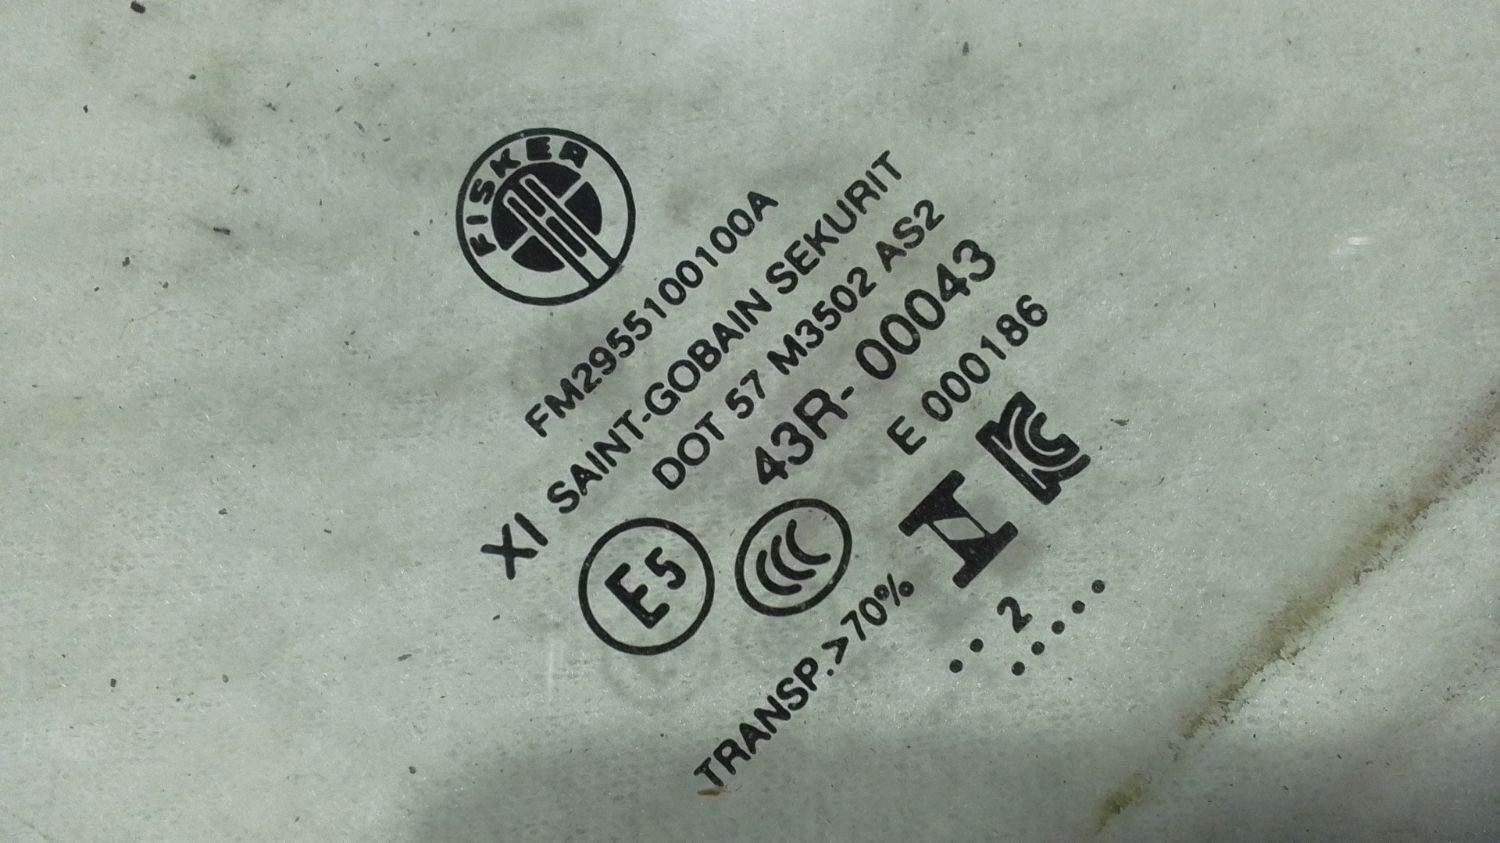 FISKER
FM2955100100A
XI SAINT-GOBAIN SEKURIT
DOT 57 M3502 AS2
43R- 00043
E 000186
E5
TRANSP.>70%
..2
.....